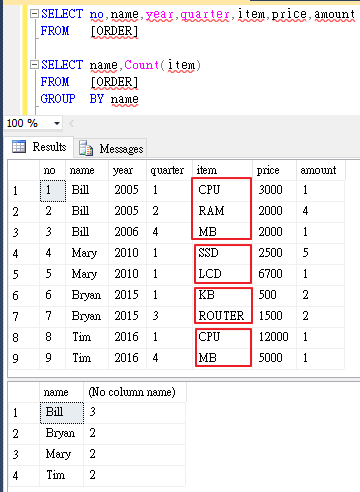 SELECT no,name,year,quarter,item,price,amount
FROM [ORDER]
SELECT name,Count(item)
FROM [ORDER]
GROUP BY name
100 %
Results Messages
no name year quarter item price amount
1 1 Bill 2005 1 CPU 3000 1
2 2 Bill 2005 2 RAM 2000 4
3 3 Bill 2006 4 MB 2000 1
4 4 Mary 2010 1 SSD 2500 5
5 5 Mary 2010 1 LCD 6700 1
6 6 Bryan 2015 1 KB 500 2
7 7 Bryan 2015 3 ROUTER 1500 2
8 8 Tim 2016 1 CPU 12000 1
9 9 Tim 2016 4 MB 5000 1
name (No column name)
1 Bill 3
2 Bryan 2
3 Mary 2
4 Tim 2